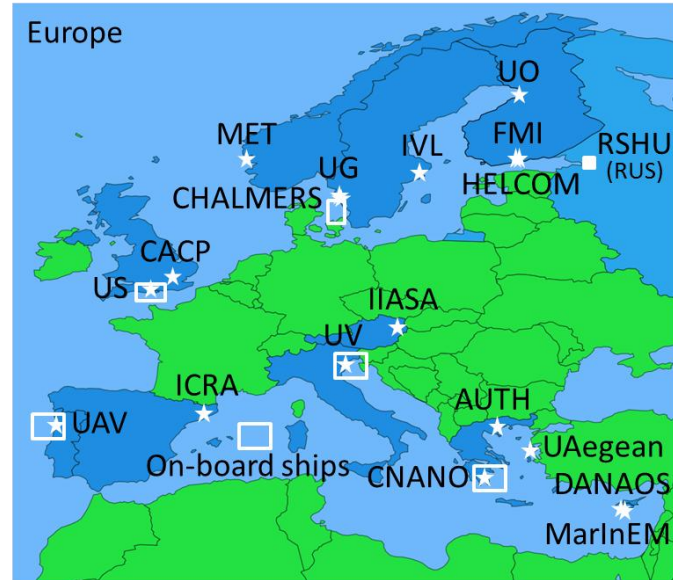 Europe
UO
MET
IVL
FMI
RSHU
(RUS)
UG
CHALMERS
HELCOM
CACP
US
IIASA
UV
ICRA
UAV
AUTH
On-board ships
UAegean
CNANO
DANAOS
MarInEM